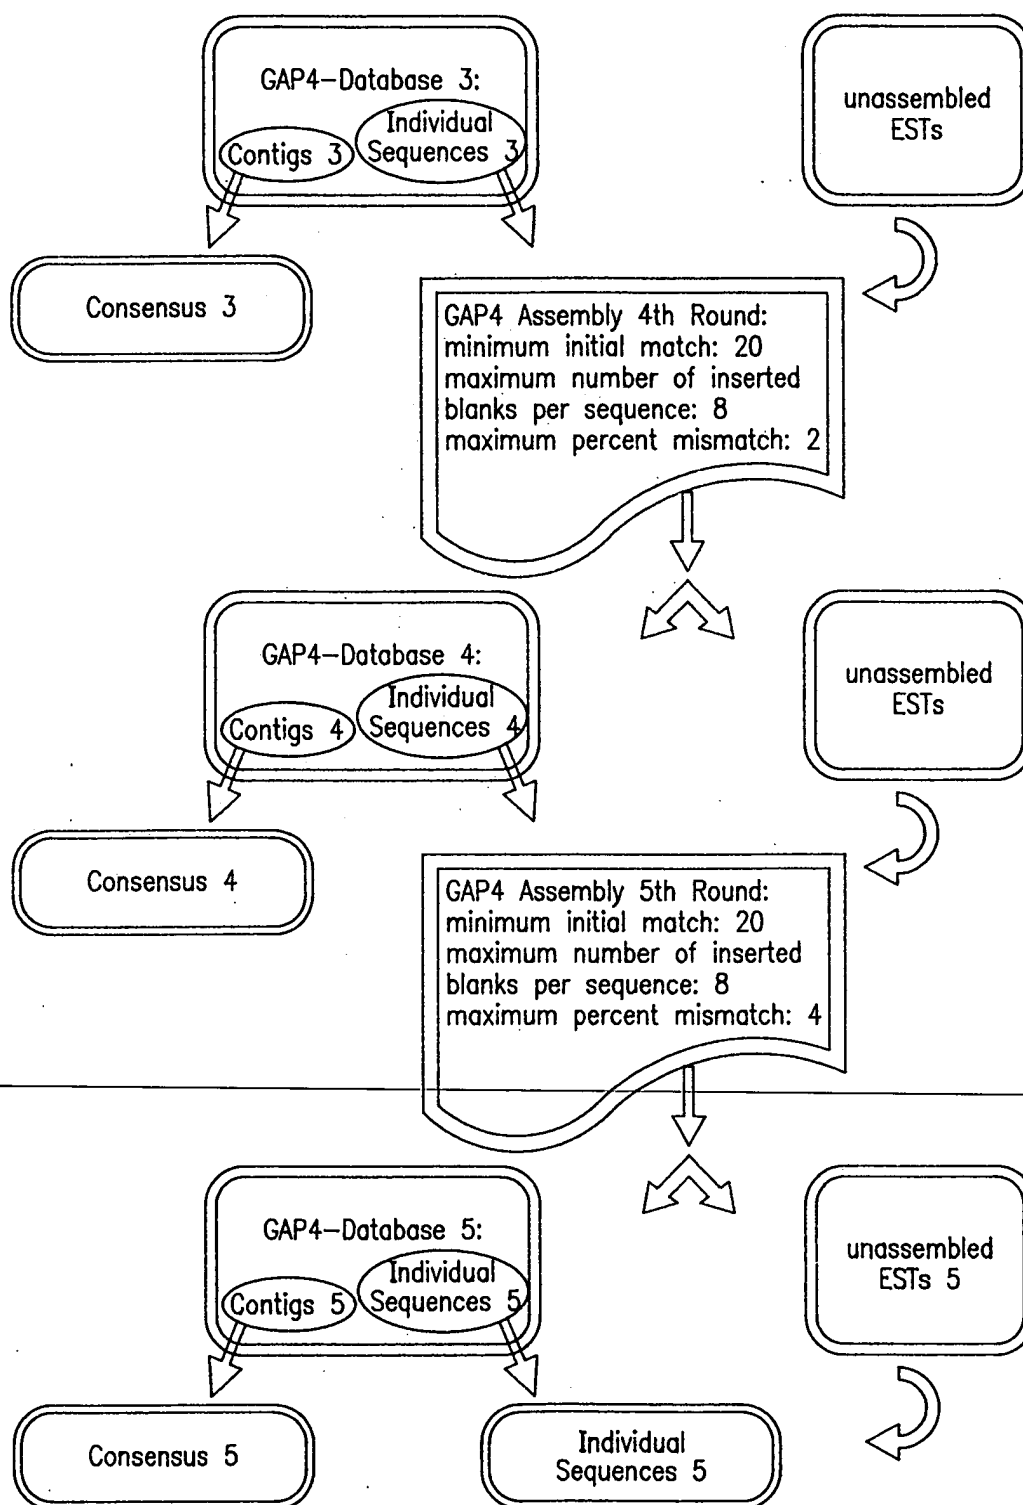 GAP4-Database 3:
Contigs 3
Individual
Sequences 3
unassembled
ESTs
Consensus 3
GAP4 Assembly 4th Round:
minimum initial match: 20
maximum number of inserted
blanks per sequence: 8
maximum percent mismatch: 2
GAP4-Database 4:
Contigs 4
Individual
Sequences 4
unassembled
ESTs
Consensus 4
GAP4 Assembly 5th Round:
minimum initial match: 20
maximum number of inserted
blanks per sequence: 8
maximum percent mismatch: 4
GAP4-Database 5:
Contigs 5
Individual
Sequences 5
unassembled
ESTs 5
Consensus 5
Individual
Sequences 5